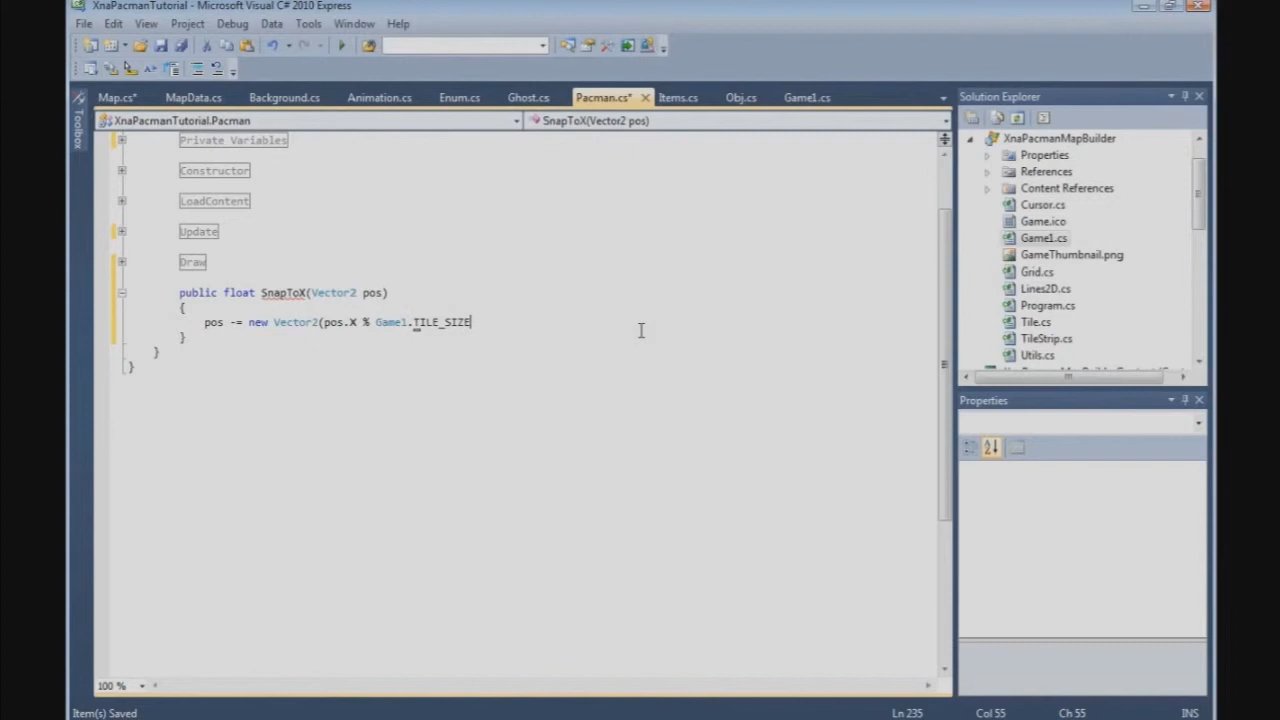 XnaPacmanTutorial - Microsoft Visual C# 2010 Express
File Edit View Project Debug Data Tools Window Help
Toolbox
Map.cs* MapData.cs Background.cs Animation.cs Enum.cs Ghost.cs Pacman.cs* Items.cs Obj.cs Game1.cs
XnaPacmanTutorial.Pacman SnapToX(Vector2 pos)
Private Variables
Constructor
LoadContent
Update
Draw
public float SnapToX(Vector2 pos)
{
pos -= new Vector2(pos.X % Game1.TILE_SIZE
}
}
}
100 %
Solution Explorer
XnaPacmanMapBuilder
Properties
References
Content References
Cursor.cs
Game.ico
Game1.cs
GameThumbnail.png
Grid.cs
Lines2D.cs
Program.cs
Tile.cs
TileStrip.cs
Utils.cs
Properties
Item(s) Saved Ln 235 Col 55 Ch 55 INS